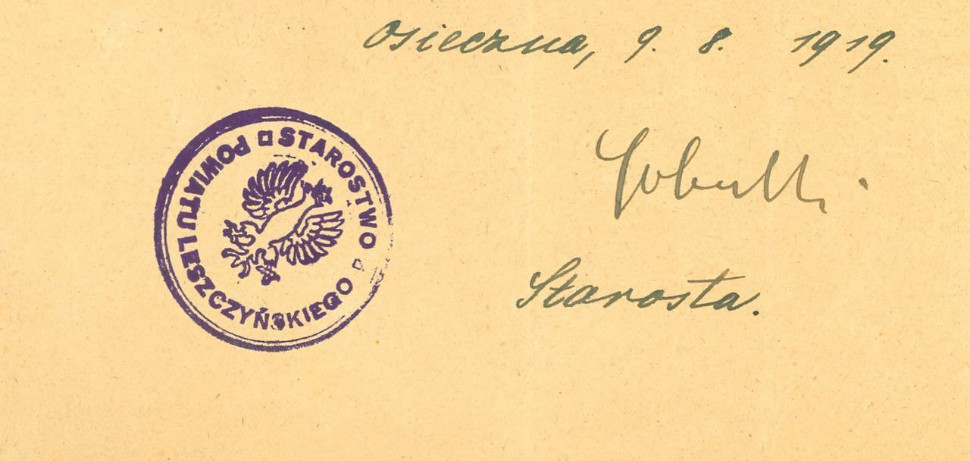 Osieczna, 9. 8. 1919.
STAROSTWO POWIATU LESZCZYŃSKIEGO
Starosta.